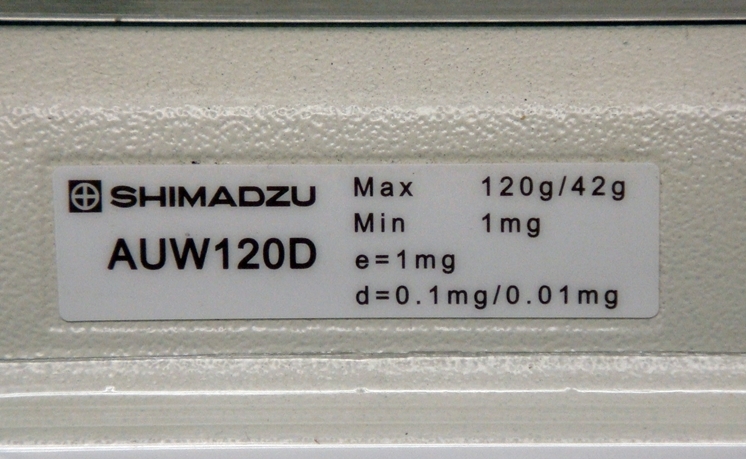 SHIMADZU
AUW120D
Max 120g/42g
Min 1mg
e=1mg
d=0.1mg/0.01mg